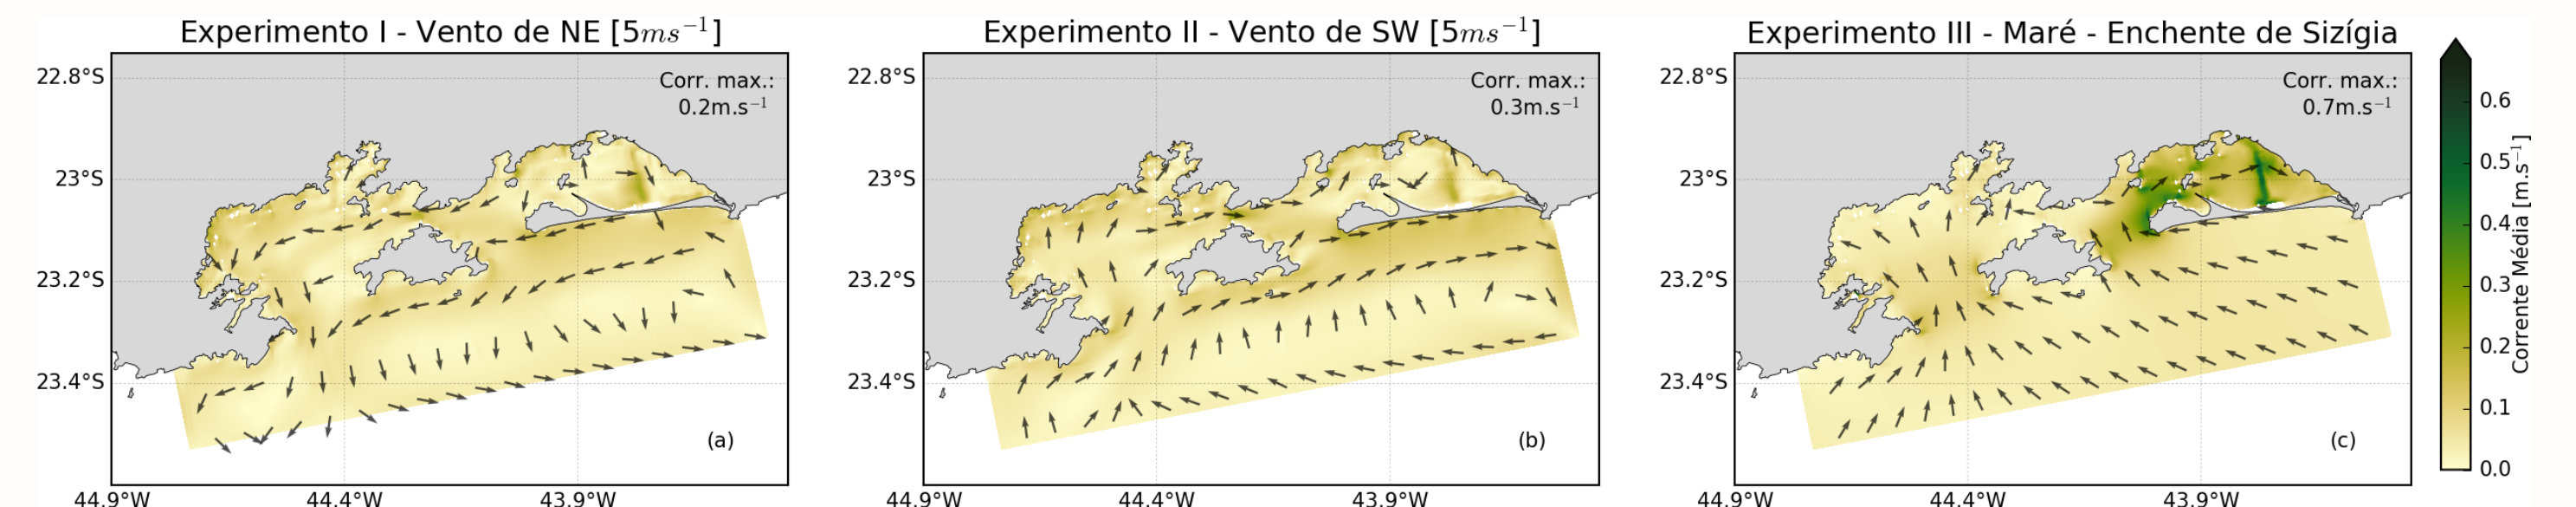 Experimento I - Vento de NE [5ms⁻¹]
22.8°S
23°S
23.2°S
23.4°S
Corr. max.:
0.2m.s⁻¹
(a)
44.9°W 44.4°W 43.9°W
Experimento II - Vento de SW [5ms⁻¹]
22.8°S
23°S
23.2°S
23.4°S
Corr. max.:
0.3m.s⁻¹
(b)
44.9°W 44.4°W 43.9°W
Experimento III - Maré - Enchente de Sizígia
22.8°S
23°S
23.2°S
23.4°S
Corr. max.:
0.7m.s⁻¹
(c)
44.9°W 44.4°W 43.9°W
0.6
0.5
0.4
0.3
0.2
0.1
0.0
Corrente Média [m.s⁻¹]